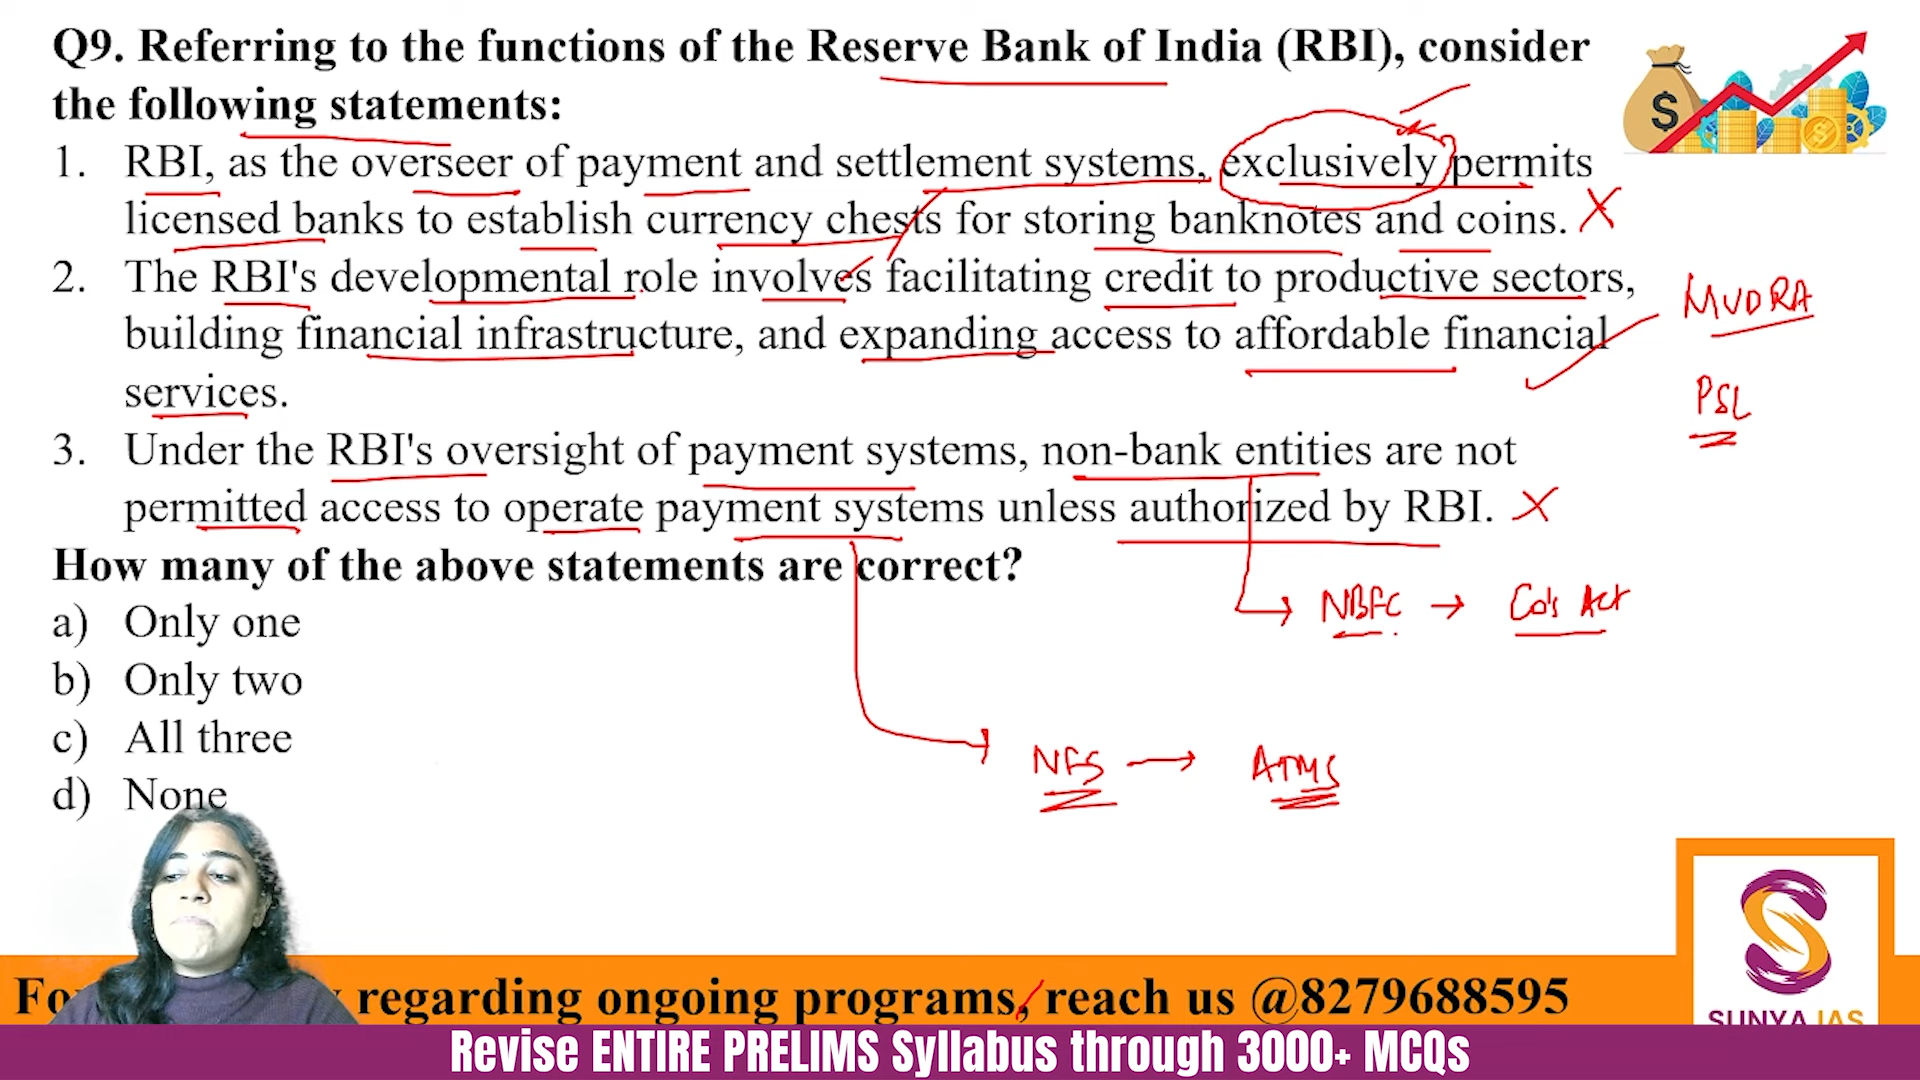 Q9. Referring to the functions of the Reserve Bank of India (RBI), consider
the following statements:
1. RBI, as the overseer of payment and settlement systems, exclusively permits
licensed banks to establish currency chests for storing banknotes and coins. X
2. The RBI's developmental role involves facilitating credit to productive sectors,
building financial infrastructure, and expanding access to affordable financial
services.
MUDRA
PSL
3. Under the RBI's oversight of payment systems, non-bank entities are not
permitted access to operate payment systems unless authorized by RBI. X
How many of the above statements are correct?
NBFC → Co's Act
a) Only one
b) Only two
c) All three
d) None
NFS → ATMs
$
S
SUNYA IAS
regarding ongoing programs, reach us @8279688595
Revise ENTIRE PRELIMS Syllabus through 3000+ MCQs